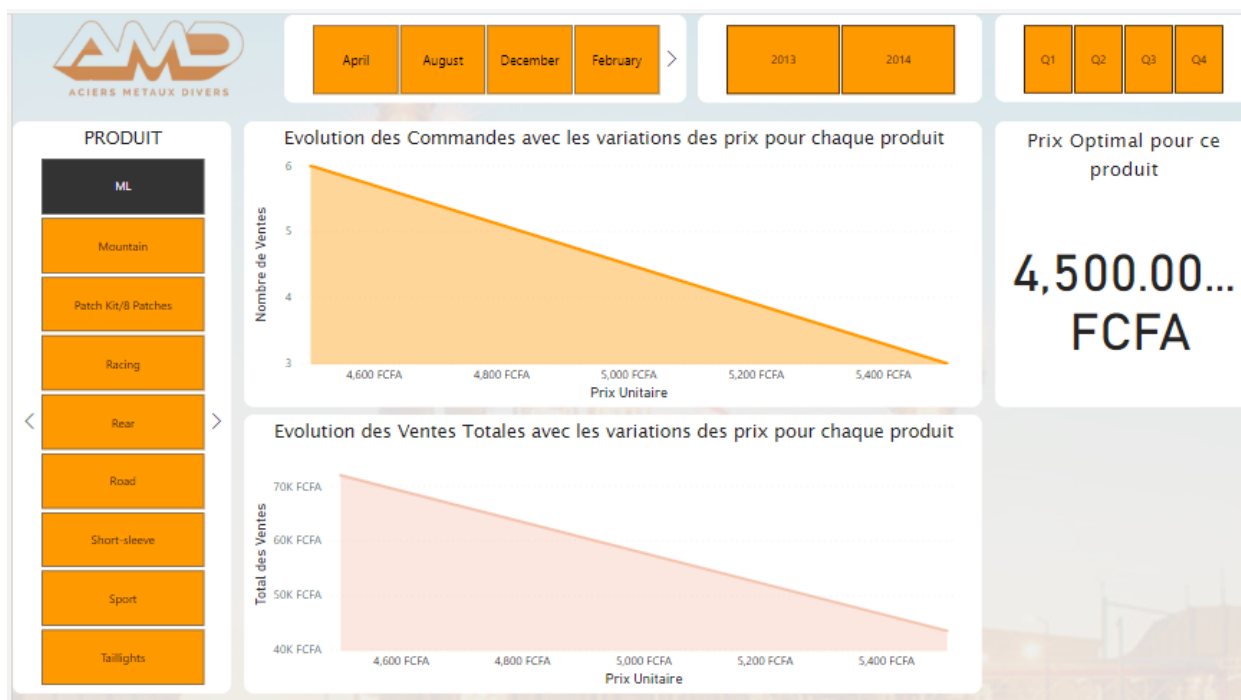 AMD
ACIERS METAUX DIVERS
April
August
December
February
2013
2014
Q1
Q2
Q3
Q4
PRODUIT
ML
Mountain
Patch Kit/8 Patches
Racing
Rear
Road
Short-sleeve
Sport
Taillights
Evolution des Commandes avec les variations des prix pour chaque produit
Nombre de Ventes
6
5
4
3
4,600 FCFA
4,800 FCFA
5,000 FCFA
5,200 FCFA
5,400 FCFA
Prix Unitaire
Prix Optimal pour ce
produit
4,500.00...
FCFA
Evolution des Ventes Totales avec les variations des prix pour chaque produit
Total des Ventes
70K FCFA
60K FCFA
50K FCFA
40K FCFA
4,600 FCFA
4,800 FCFA
5,000 FCFA
5,200 FCFA
5,400 FCFA
Prix Unitaire